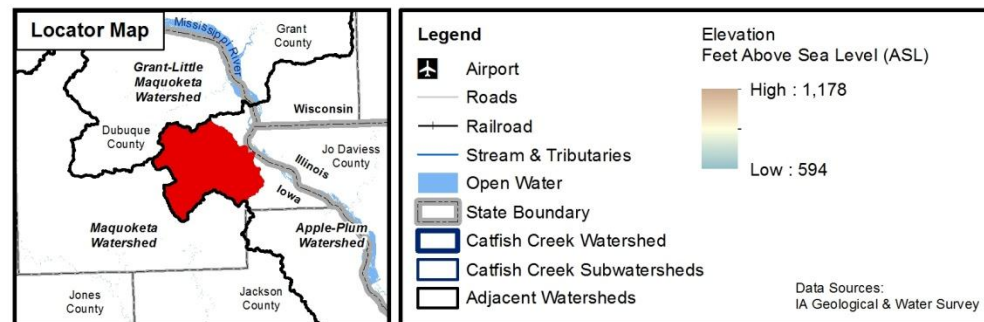 Locator Map
Mississippi River
Grant
County
Grant-Little
Maquoketa
Watershed
Wisconsin
Dubuque
County
Jo Daviess
County
Illinois
Iowa
Maquoketa
Watershed
Apple-Plum
Watershed
Jones
County
Jackson
County
Legend
Airport
Roads
Railroad
Stream & Tributaries
Open Water
State Boundary
Catfish Creek Watershed
Catfish Creek Subwatersheds
Adjacent Watersheds
Elevation
Feet Above Sea Level (ASL)
High : 1,178
Low : 594
Data Sources:
IA Geological & Water Survey